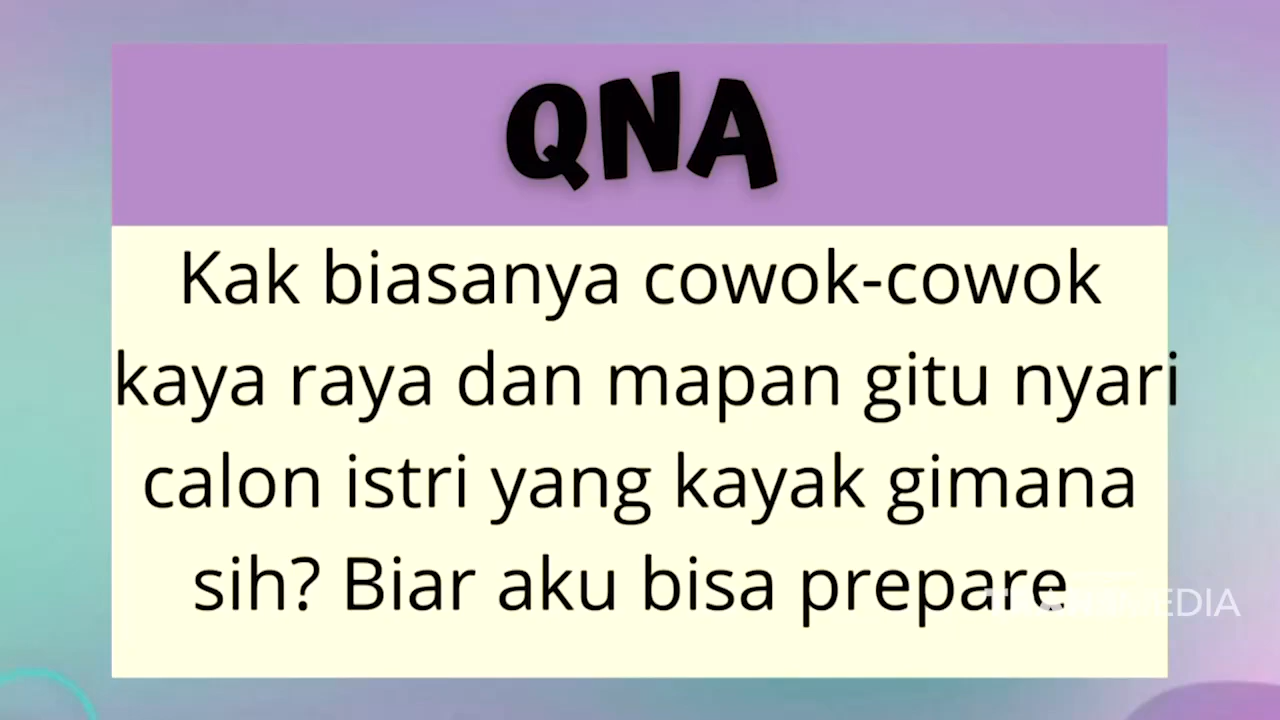 QNA
Kak biasanya cowok-cowok
kaya raya dan mapan gitu nyari
calon istri yang kayak gimana
sih? Biar aku bisa prepare